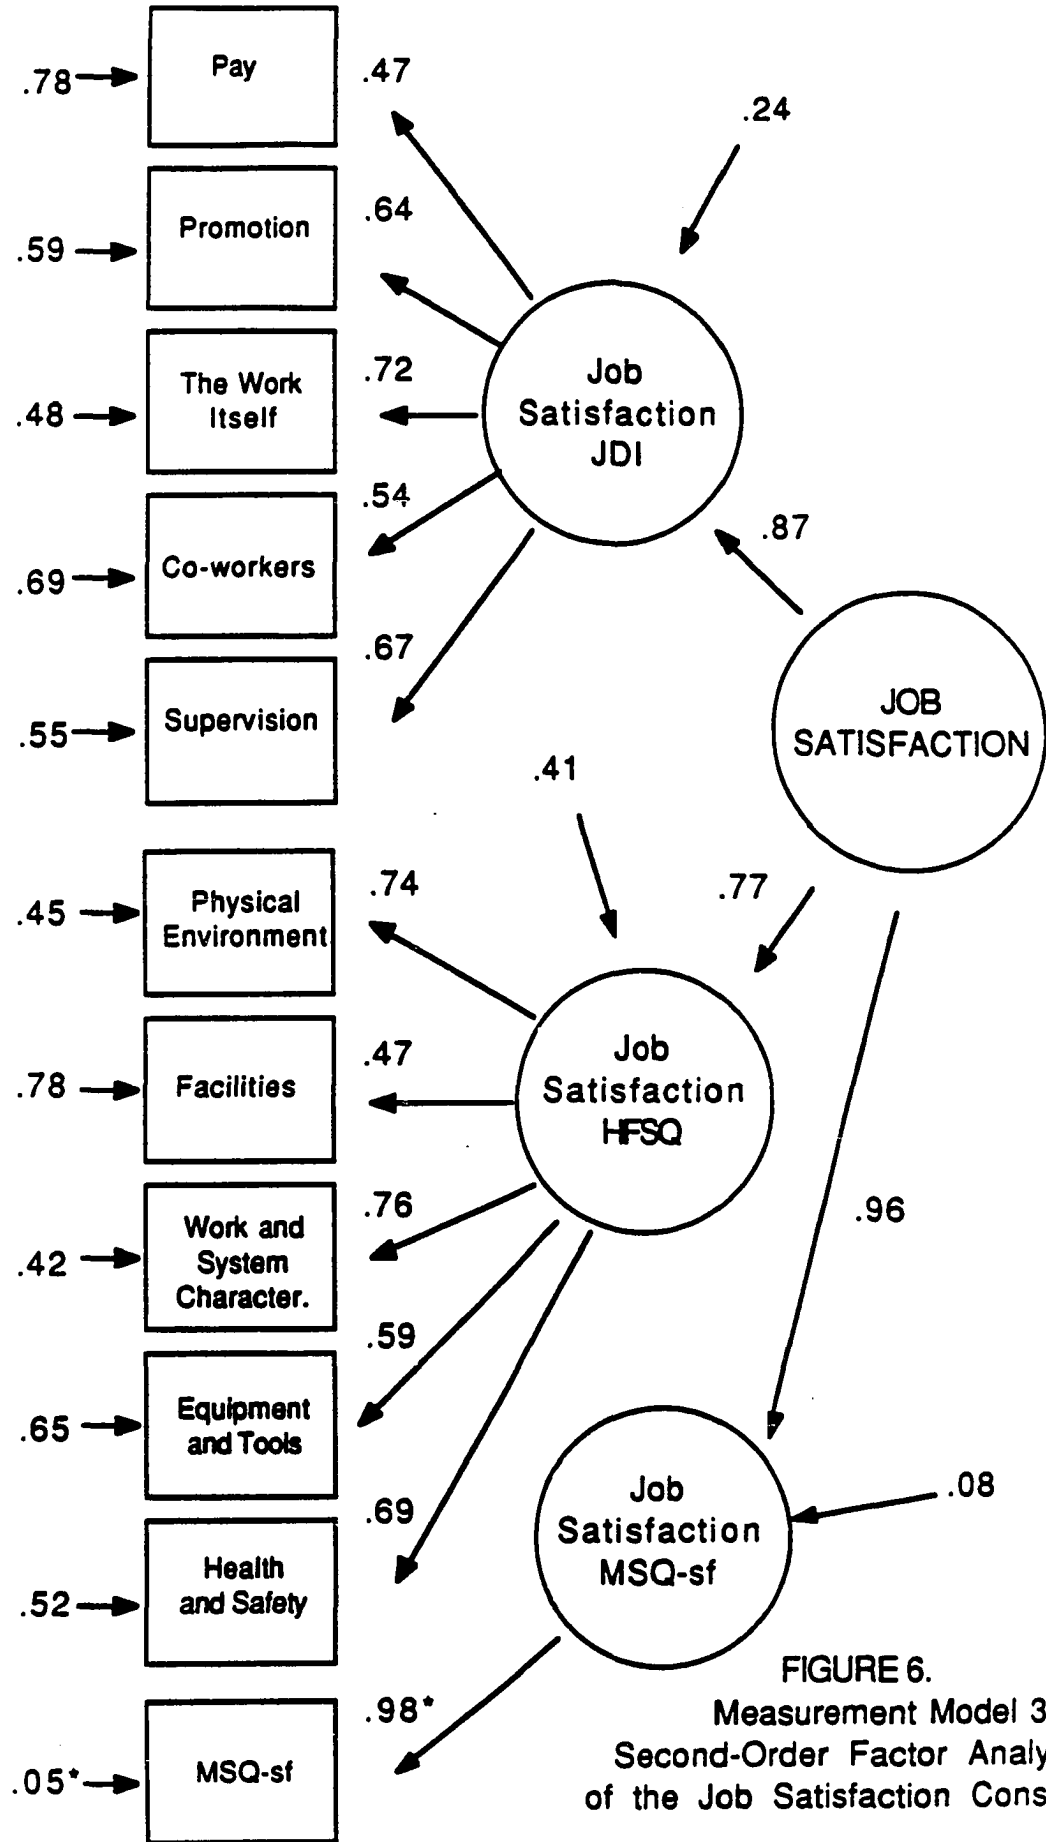 Pay
.78
.47
.24
Promotion
.59
.64
The Work
Itself
.48
.72
Job
Satisfaction
JDI
.54
Co-workers
.69
.87
.67
Supervision
.55
JOB
SATISFACTION
.41
Physical
Environment
.45
.74
.77
Facilities
.78
.47
Job
Satisfaction
HFSQ
Work and
System
Character.
.42
.76
.96
.59
Equipment
and Tools
.65
.69
Health
and Safety
.52
Job
Satisfaction
MSQ-sf
.08
MSQ-sf
.05*
.98*
FIGURE 6.
Measurement Model 3
Second-Order Factor Analy
of the Job Satisfaction Cons